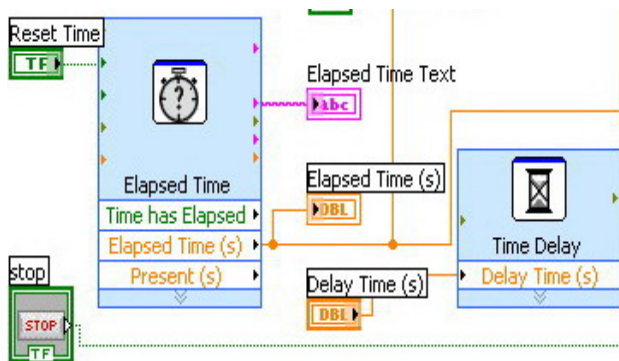 Reset Time
TF
?
Elapsed Time Text
abc
Elapsed Time
Time has Elapsed
Elapsed Time (s)
Present (s)
Elapsed Time (s)
DBL
Delay Time (s)
DBL
Time Delay
Delay Time (s)
stop
STOP
TF